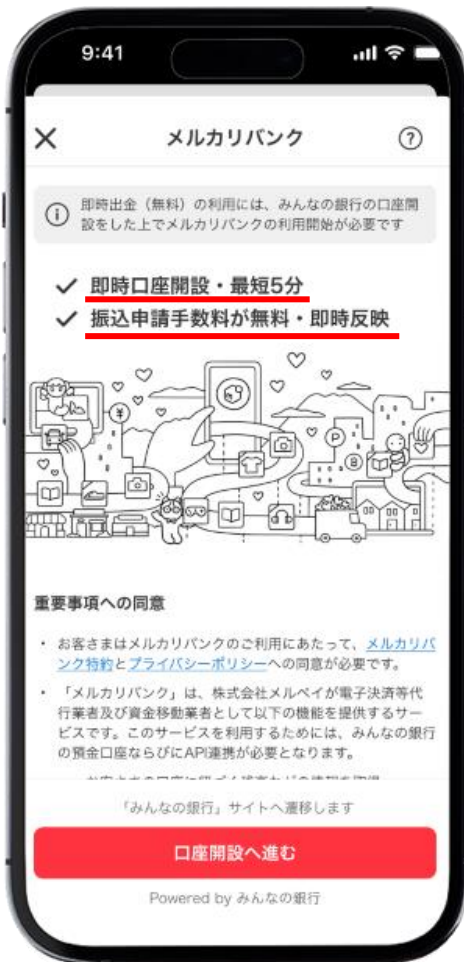 9:41
メルカリバンク
即時出金（無料）の利用には、みんなの銀行の口座開
設をした上でメルカリバンクの利用開始が必要です
即時口座開設・最短5分
振込申請手数料が無料・即時反映
重要事項への同意
・ お客さまはメルカリバンクのご利用にあたって、メルカリバ
ンク特約とプライバシーポリシーへの同意が必要です。
・ 「メルカリバンク」は、株式会社メルペイが電子決済等代
行業者及び資金移動業者として以下の機能を提供するサー
ビスです。このサービスを利用するためには、みんなの銀行
の預金口座ならびにAPI連携が必要となります。
「みんなの銀行」サイトへ遷移します
口座開設へ進む
Powered by みんなの銀行